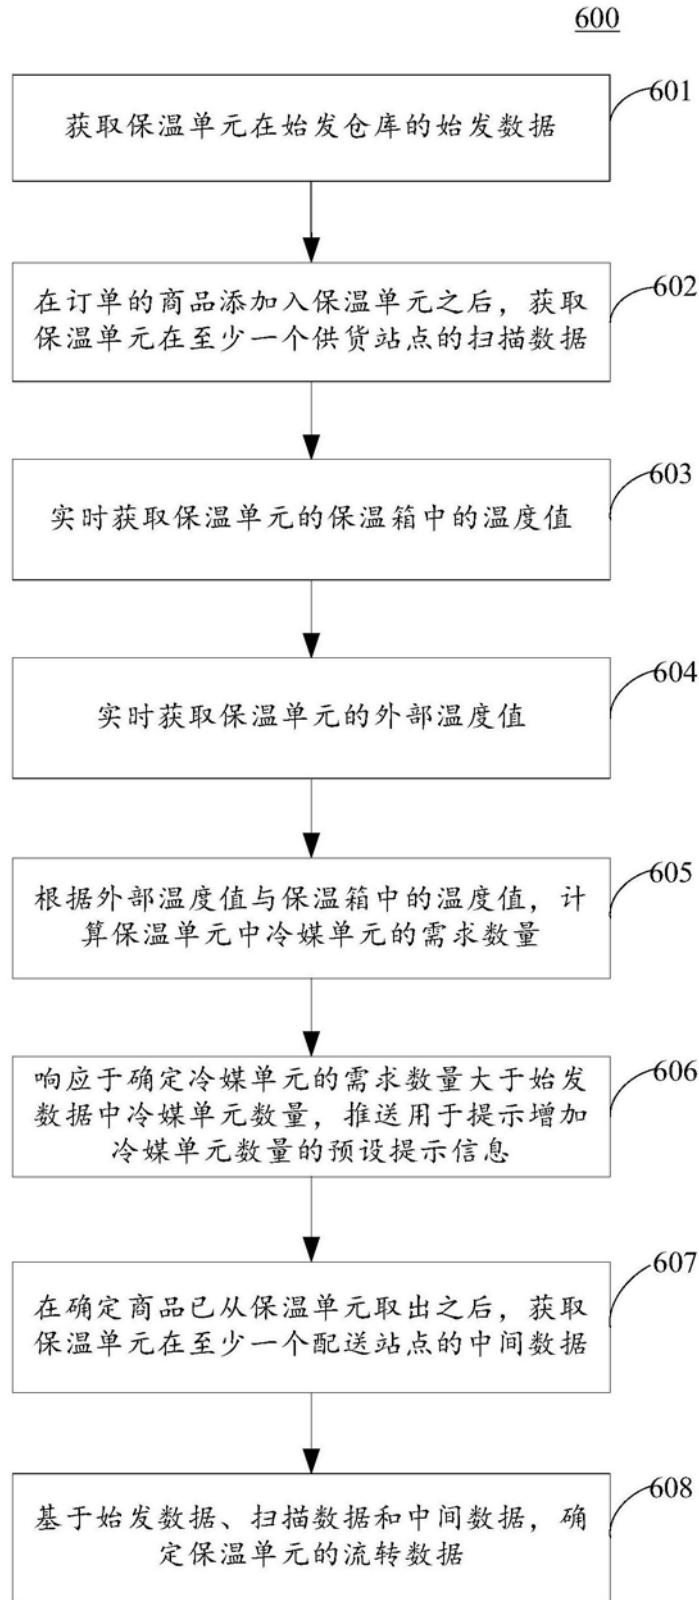 600
601
获取保温单元在始发仓库的始发数据
602
在订单的商品添加入保温单元之后，获取
保温单元在至少一个供货站点的扫描数据
603
实时获取保温单元的保温箱中的温度值
604
实时获取保温单元的外部温度值
605
根据外部温度值与保温箱中的温度值，计
算保温单元中冷媒单元的需求数量
606
响应于确定冷媒单元的需求数量大于始发
数据中冷媒单元数量，推送用于提示增加
冷媒单元数量的预设提示信息
607
在确定商品已从保温单元取出之后，获取
保温单元在至少一个配送站点的中间数据
608
基于始发数据、扫描数据和中间数据，确
定保温单元的流转数据